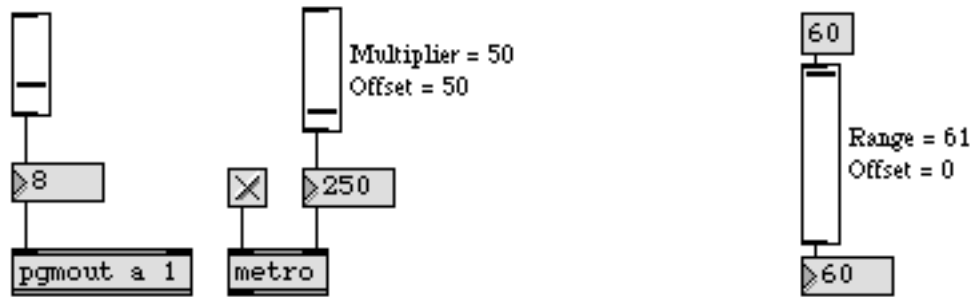 Multiplier = 50
Offset = 50
8
250
pgmout a 1
metro
60
Range = 61
Offset = 0
60